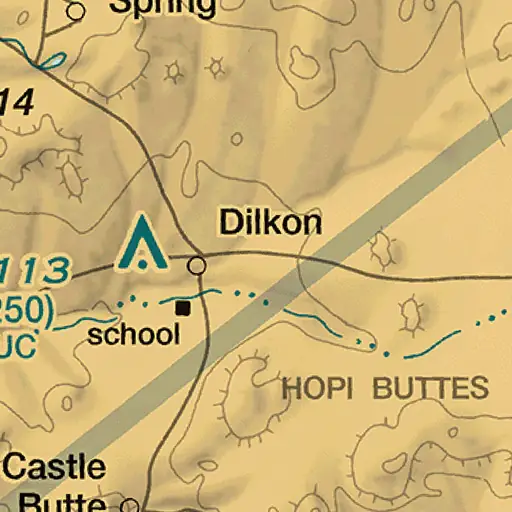 Spring
14
Dilkon
113
250)
school
UC
HOPI BUTTES
Castle
Butte